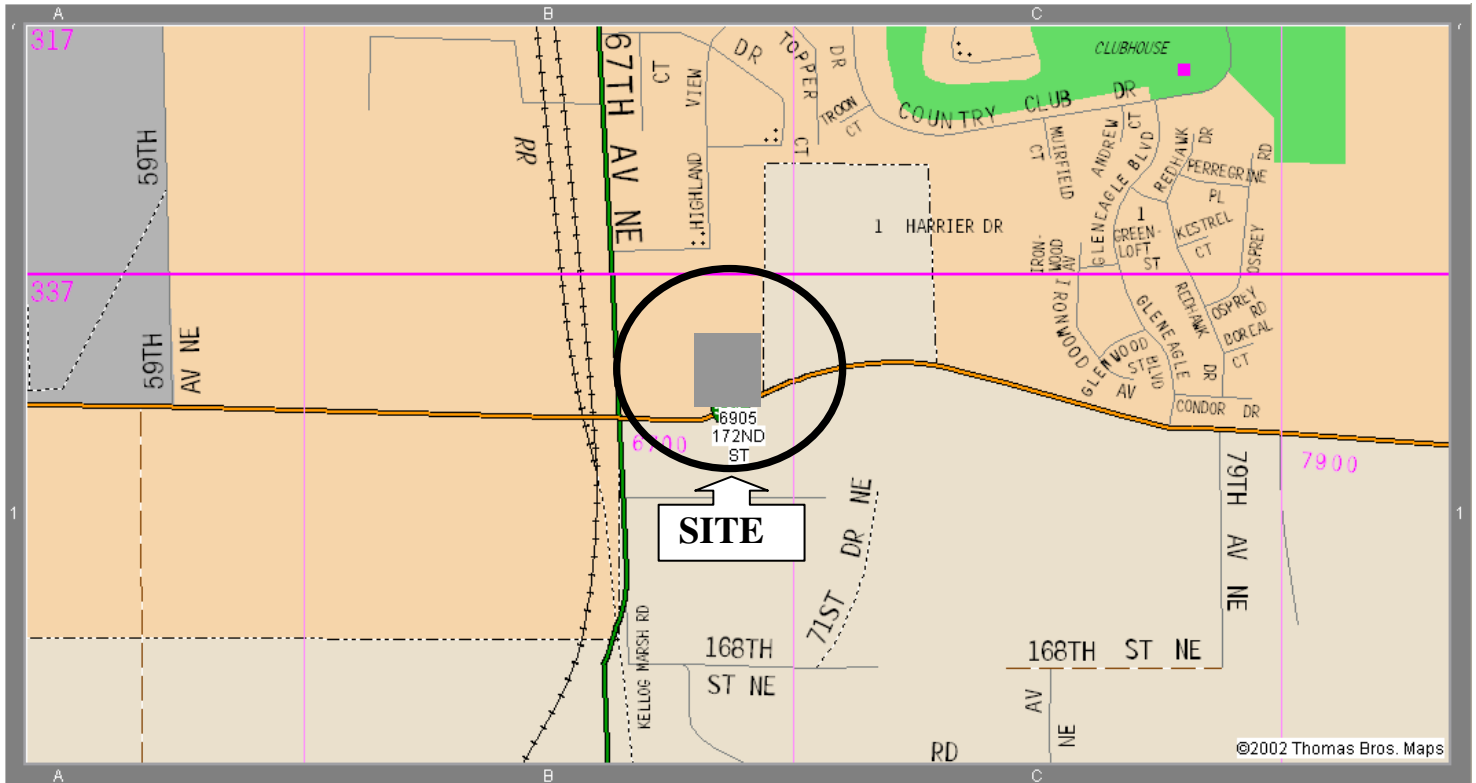 A
B
C
317
67TH AV NE
CT
VIEW
DR
TOPPER
DR
CLUBHOUSE
TROON
CT
COUNTRY CLUB DR
CT
59TH
RR
HIGHLAND
MUIRFIELD
CT
ANDREW
CT
GLENEAGLE BLVD
REDHAWK
DR
PERREGRINE
RD
PL
1 HARRIER DR
1
GREEN-
LOFT
ST
KESTREL
CT
OSPREY
IRON-
WOOD
AV
337
IRONWOOD
GLENEAGLE
BLVD
REDHAWK
DR
OSPREY
RD
BOREAL
CT
59TH
AV NE
GLENWOOD
ST
AV
CONDOR DR
6905
172ND
ST
6700
7900
1
SITE
71ST DR NE
79TH AV NE
1
KELLOG MARSH RD
168TH
ST NE
168TH ST NE
AV
NE
RD
©2002 Thomas Bros. Maps
A
B
C